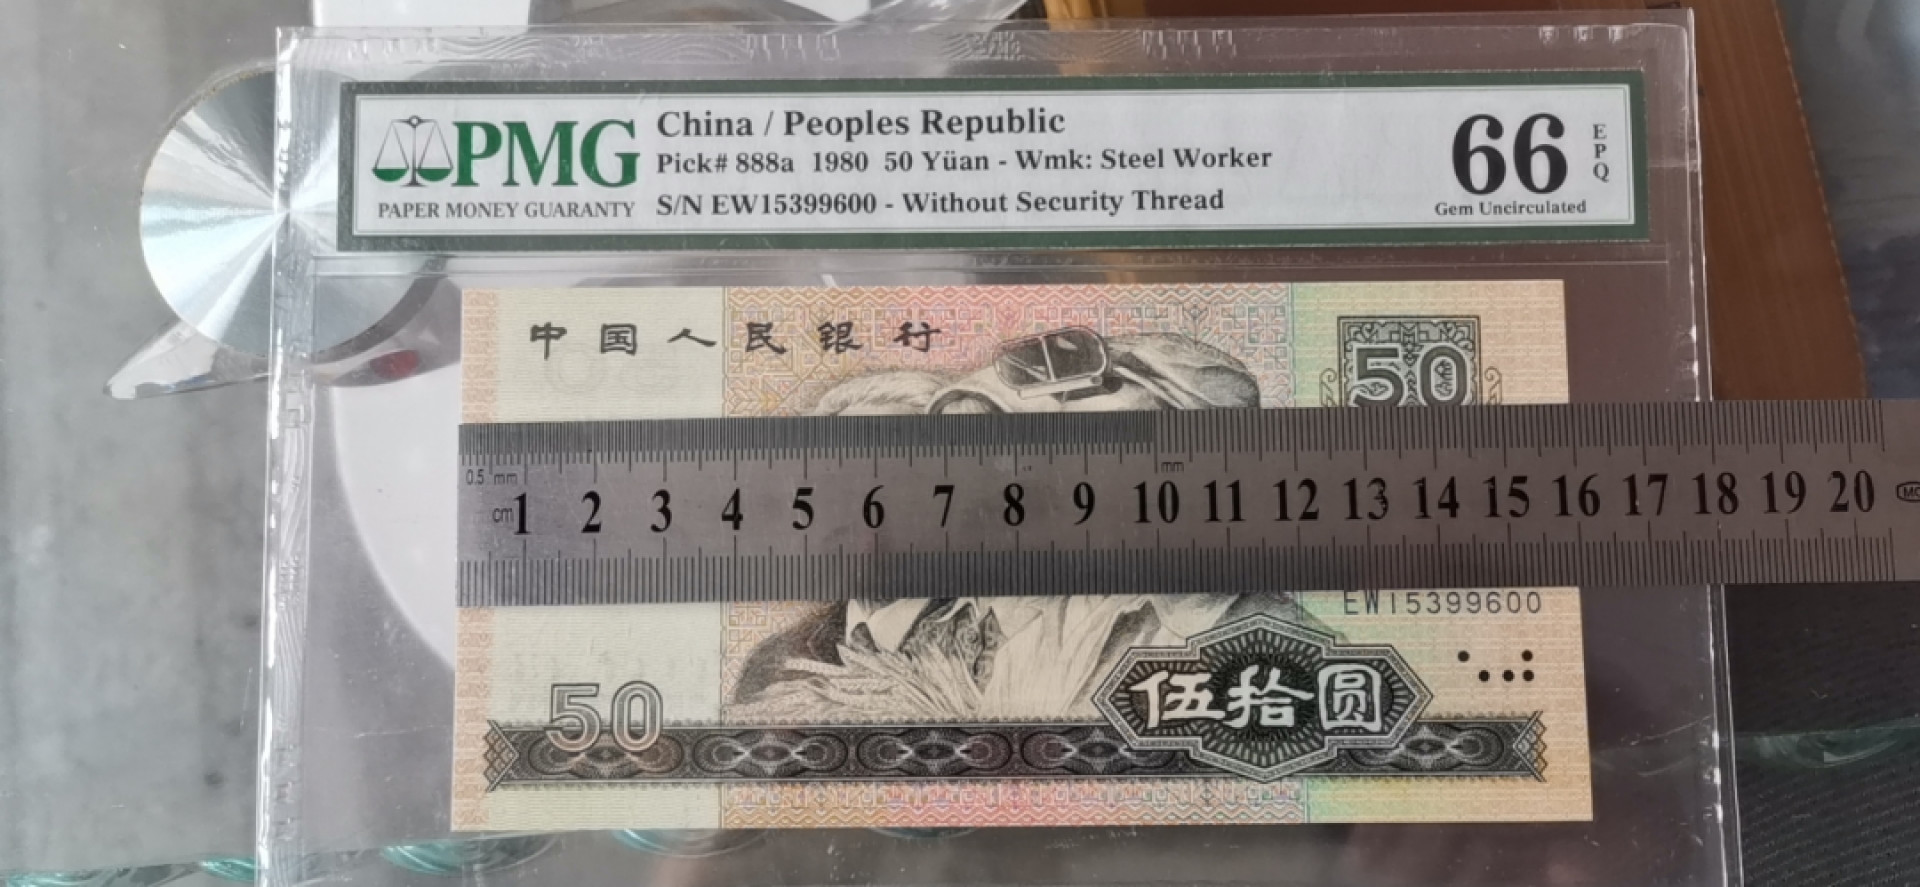 PMG
PAPER MONEY GUARANTY
China / Peoples Republic
Pick# 888a 1980 50 Yüan - Wmk: Steel Worker
S/N EW15399600 - Without Security Thread
66 EPQ
Gem Uncirculated
中国人民银行
50
0.5 mm
mm
cm 1 2 3 4 5 6 7 8 9 10 11 12 13 14 15 16 17 18 19 20
EW15399600
50
伍拾圆